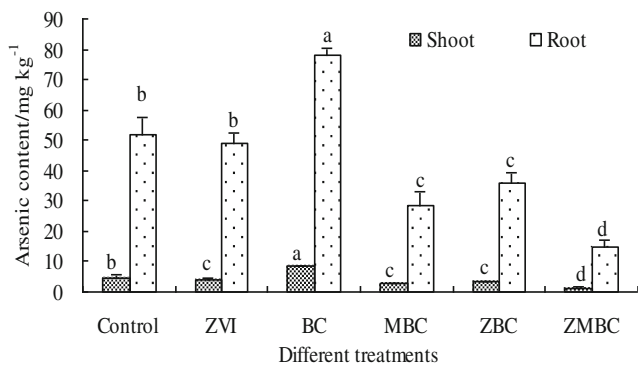 90
80
70
60
50
40
30
20
10
0
Arsenic content/mg kg⁻¹
Shoot Root
b b a c c d
b c a c c d
Control ZVI BC MBC ZBC ZMBC
Different treatments